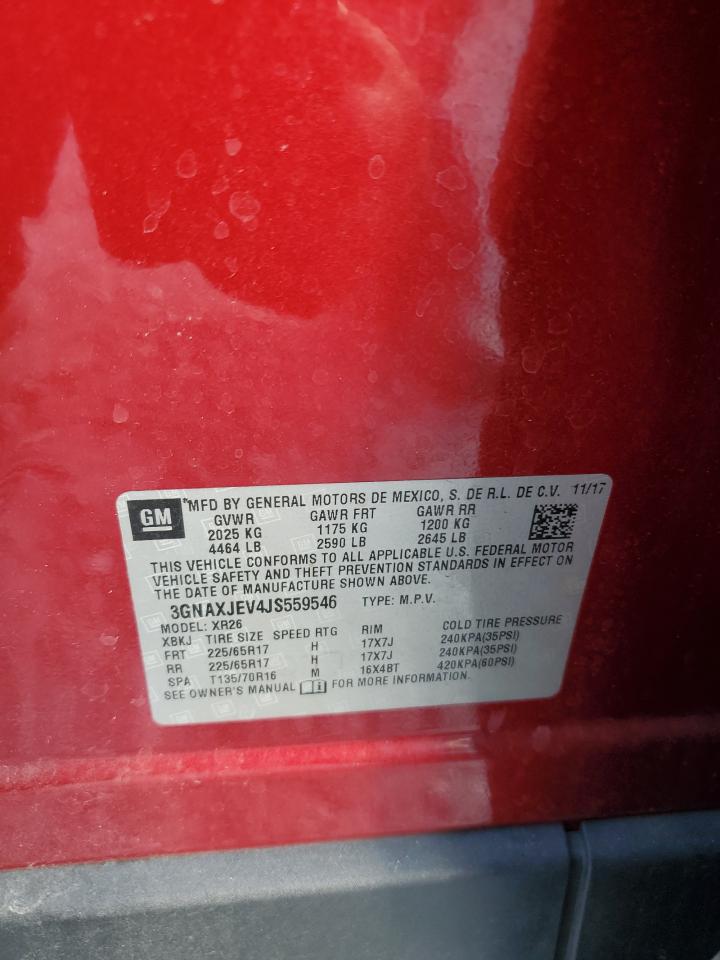 GM
*MFD BY GENERAL MOTORS DE MEXICO, S. DE R.L. DE C.V. 11/17
GVWR GAWR FRT GAWR RR
2025 KG 1175 KG 1200 KG
4464 LB 2590 LB 2645 LB
THIS VEHICLE CONFORMS TO ALL APPLICABLE U.S. FEDERAL MOTOR
VEHICLE SAFETY AND THEFT PREVENTION STANDARDS IN EFFECT ON
THE DATE OF MANUFACTURE SHOWN ABOVE.
3GNAXJEV4JS559546 TYPE: M.P.V.
MODEL: XR26
XBKJ TIRE SIZE SPEED RTG RIM COLD TIRE PRESSURE
FRT 225/65R17 H 17X7J 240KPA(35PSI)
RR 225/65R17 H 17X7J 240KPA(35PSI)
SPA T135/70R16 M 16X4BT 420KPA(60PSI)
SEE OWNER'S MANUAL FOR MORE INFORMATION.